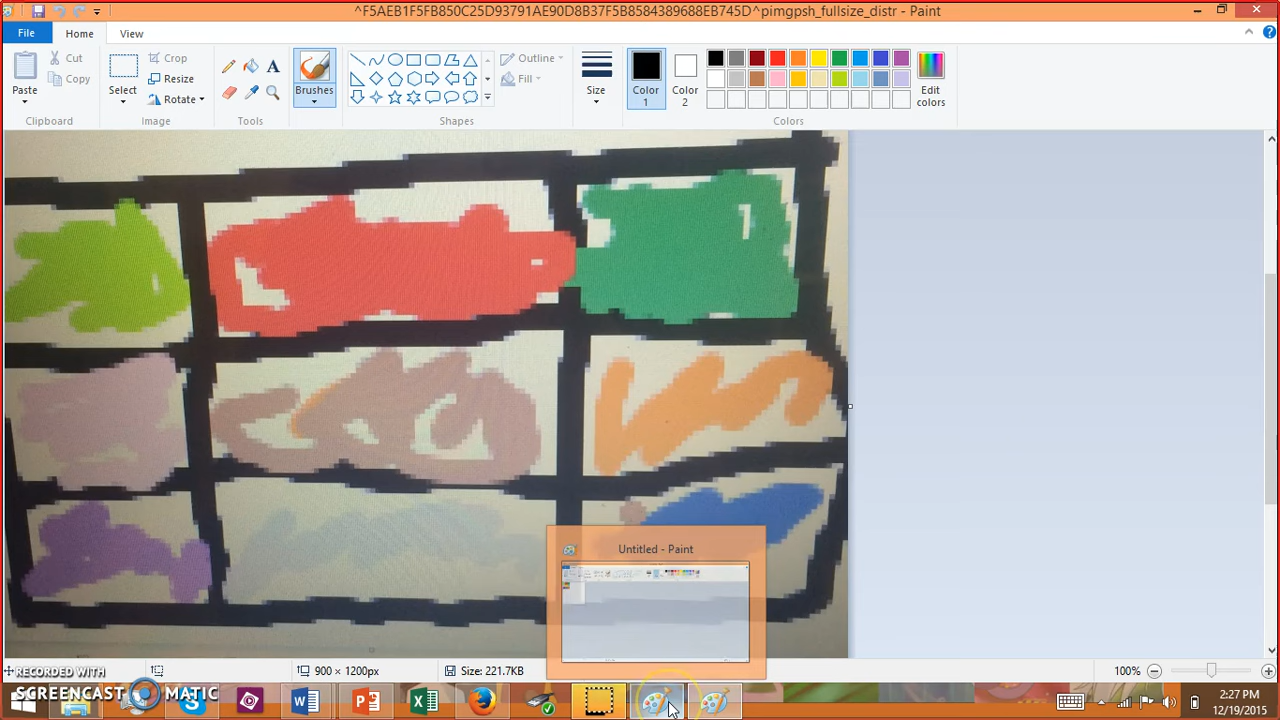 ^F5AEB1F5FB850C25D93791AE90D8B37F5B8584389688EB745D^pimgpsh_fullsize_distr - Paint
File Home View
Paste
Cut
Copy
Clipboard
Select
Crop
Resize
Rotate
Image
A
Tools
Brushes
Shapes
Outline
Fill
Size
Color
1
Color
2
Edit
colors
Colors
Untitled - Paint
900 × 1200px
Size: 221.7KB
100%
RECORDED WITH
SCREENCAST MATIC
2:27 PM
12/19/2015